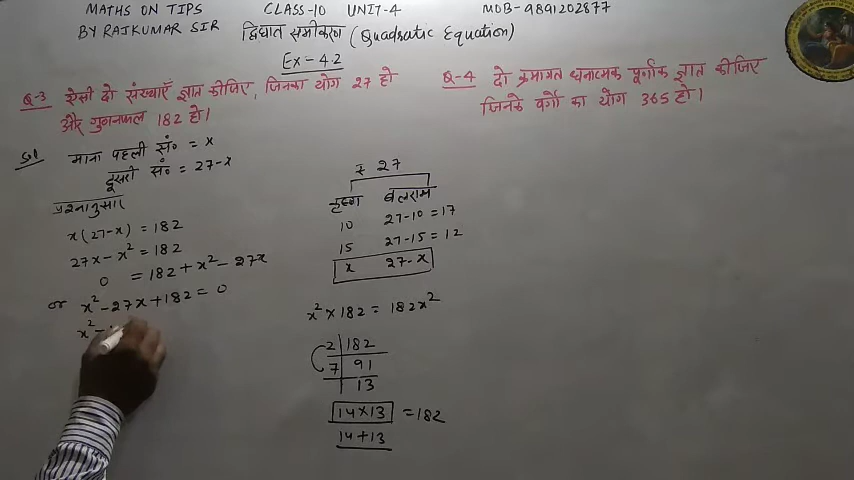 MATHS ON TIPS CLASS-10 UNIT-4 MOB-9891202877
BY RAJKUMAR SIR द्विघात समीकरण (Quadratic Equation)
Ex-4.2
Q-3 ऐसी दो संख्याएँ ज्ञात कीजिए, जिनका योग 27 हो
और गुणनफल 182 हो।
Q-4 दो क्रमागत धनात्मक पूर्णांक ज्ञात कीजिए
जिनके वर्गों का योग 365 हो।
Sol माना पहली सं० = x
दूसरी सं० = 27-x
प्रश्नानुसार
x(27-x) = 182
27x - x² = 182
0 = 182 + x² - 27x
or x² - 27x + 182 = 0
x² -
₹ 27
कृष्ण बलराम
10 27-10 = 17
15 27-15 = 12
x 27-x
x² × 182 = 182x²
2 | 182
7 | 91
| 13
14×13 = 182
14+13